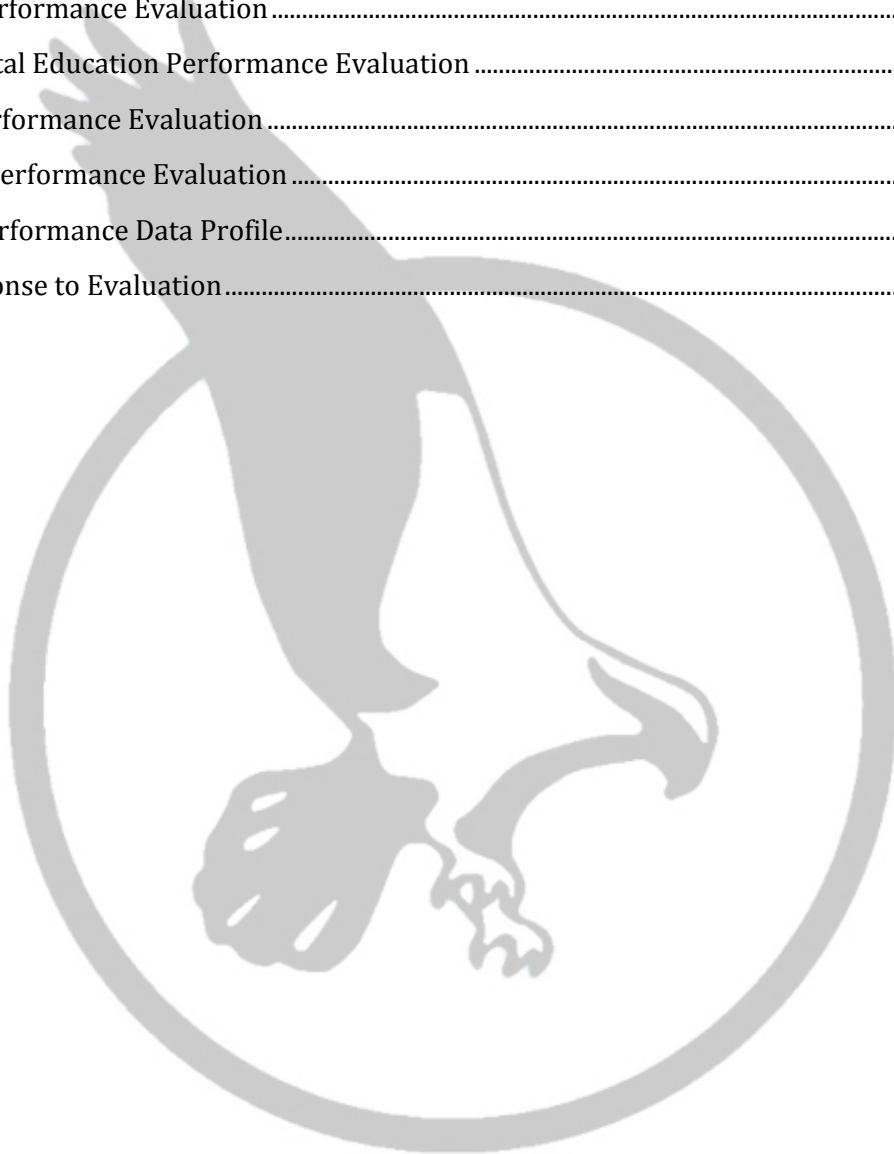 rformance Evaluation
tal Education Performance Evaluation
rformance Evaluation
erformance Evaluation
rformance Data Profile
onse to Evaluation